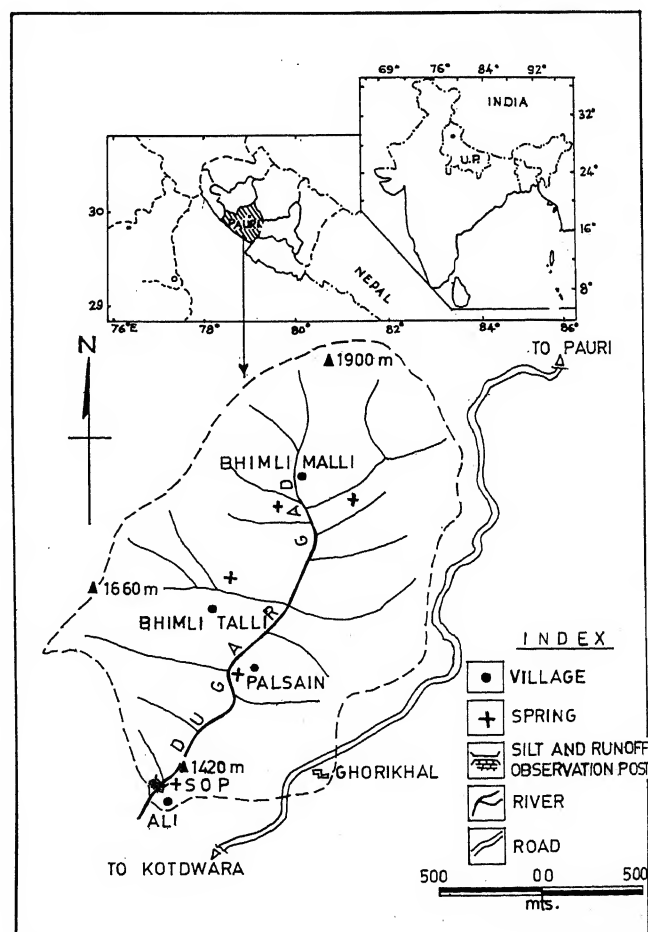 69° 76° 84° 92°
INDIA
U.P.
32°
24°
16°
8°
30
29
NEPAL
76°E 78° 80° 82° 84° 86
N
1900 m
TO PAURI
BHIMLI MALLI
1660 m
BHIMLI TALLI
PALSAIN
DUGAR GAD
1420 m
SOP
ALI
GHORIKHAL
TO KOTDWARA
INDEX
VILLAGE
SPRING
SILT AND RUNOFF
OBSERVATION POST
RIVER
ROAD
500 00 500
mts.